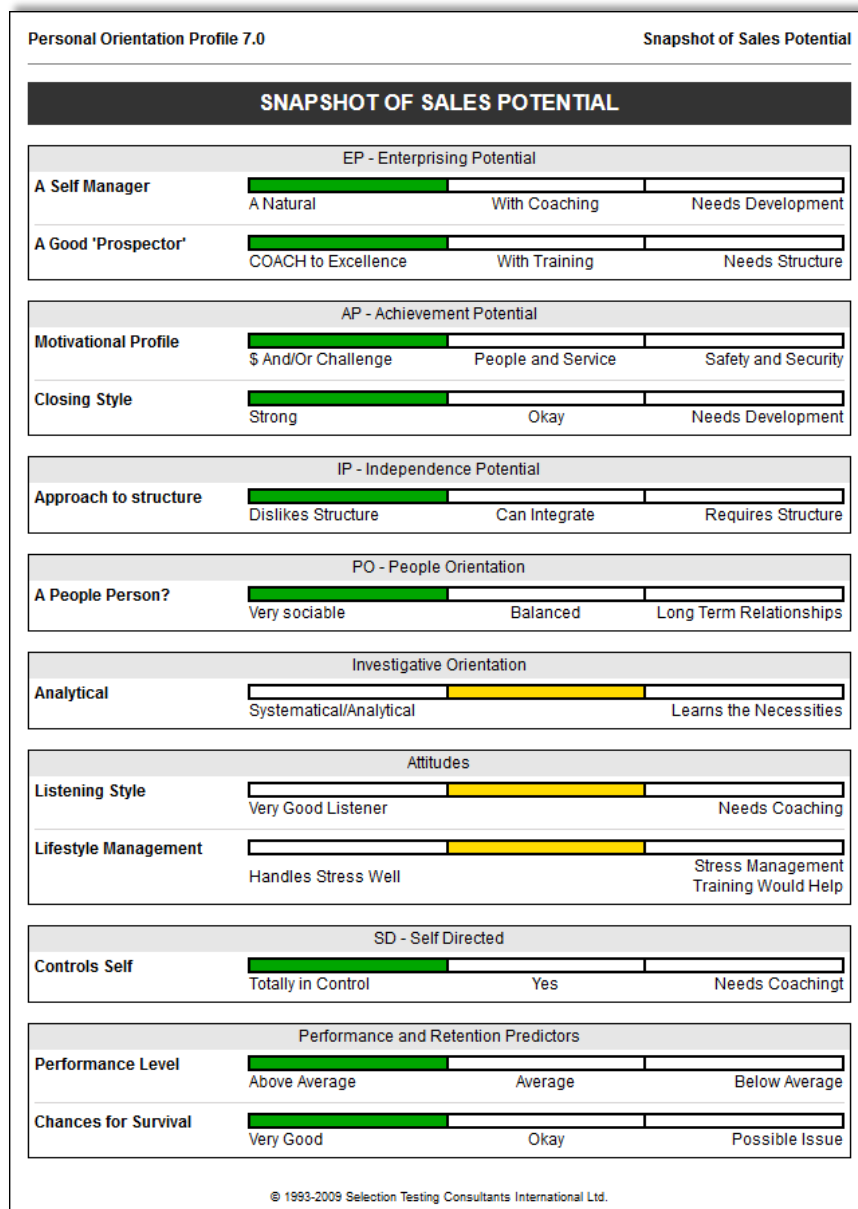 Personal Orientation Profile 7.0 Snapshot of Sales Potential
SNAPSHOT OF SALES POTENTIAL
EP - Enterprising Potential
A Self Manager
A Natural With Coaching Needs Development
A Good 'Prospector'
COACH to Excellence With Training Needs Structure
AP - Achievement Potential
Motivational Profile
$ And/Or Challenge People and Service Safety and Security
Closing Style
Strong Okay Needs Development
IP - Independence Potential
Approach to structure
Dislikes Structure Can Integrate Requires Structure
PO - People Orientation
A People Person?
Very sociable Balanced Long Term Relationships
Investigative Orientation
Analytical
Systematical/Analytical Learns the Necessities
Attitudes
Listening Style
Very Good Listener Needs Coaching
Lifestyle Management
Handles Stress Well Stress Management
Training Would Help
SD - Self Directed
Controls Self
Totally in Control Yes Needs Coachingt
Performance and Retention Predictors
Performance Level
Above Average Average Below Average
Chances for Survival
Very Good Okay Possible Issue
© 1993-2009 Selection Testing Consultants International Ltd.